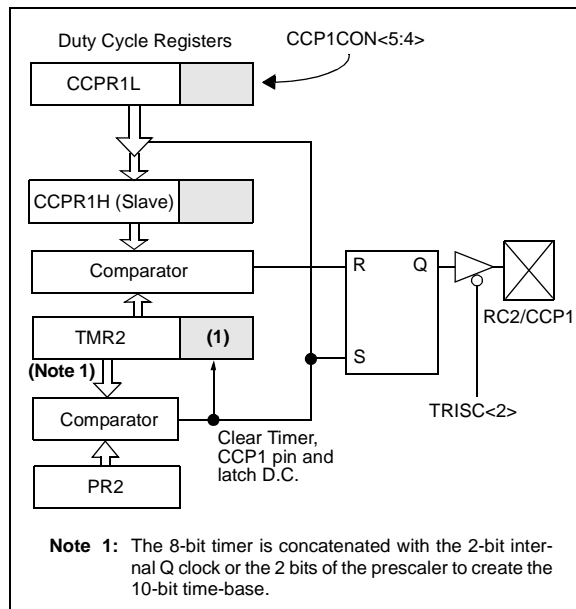 Duty Cycle Registers
CCP1CON<5:4>
CCPR1L
CCPR1H (Slave)
Comparator
R
Q
RC2/CCP1
TMR2
(1)
(Note 1)
S
Comparator
TRISC<2>
Clear Timer,
CCP1 pin and
latch D.C.
PR2
Note 1: The 8-bit timer is concatenated with the 2-bit inter-
nal Q clock or the 2 bits of the prescaler to create the
10-bit time-base.